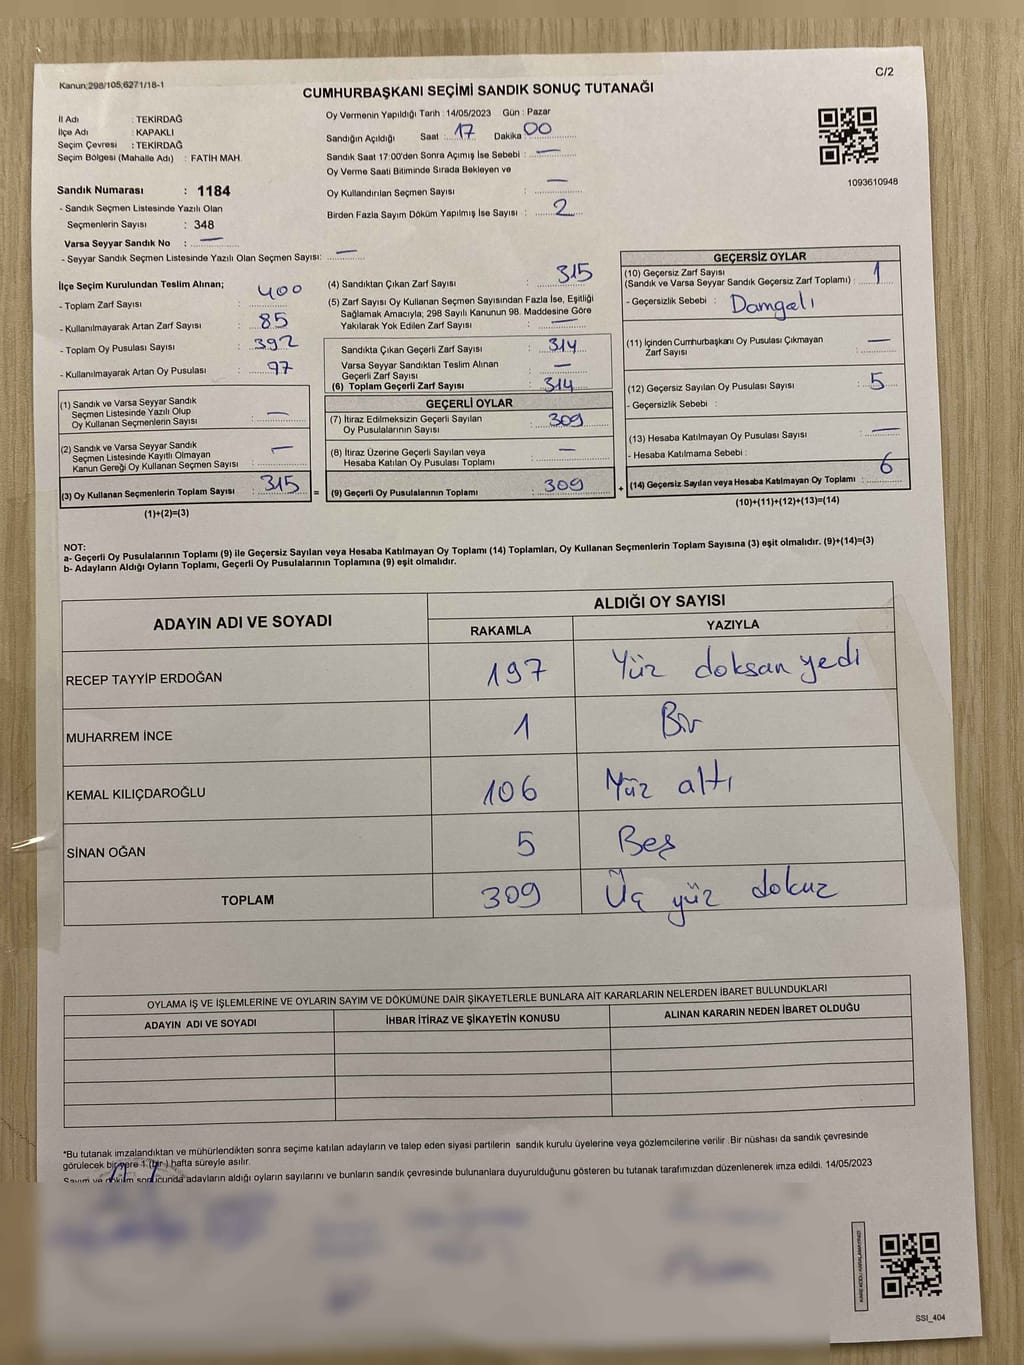 Kanun;298/105;6271/18-1
C/2
CUMHURBAŞKANI SEÇİMİ SANDIK SONUÇ TUTANAĞI
İl Adı : TEKİRDAĞ
İlçe Adı : KAPAKLI
Seçim Çevresi : TEKİRDAĞ
Seçim Bölgesi (Mahalle Adı) : FATİH MAH.
Oy Vermenin Yapıldığı Tarih : 14/05/2023 Gün : Pazar
Sandığın Açıldığı Saat : 17 Dakika 00
Sandık Saat 17:00'den Sonra Açımış İse Sebebi : —
Oy Verme Saati Bitiminde Sırada Bekleyen ve
Oy Kullandırılan Seçmen Sayısı : —
Birden Fazla Sayım Döküm Yapılmış İse Sayısı : 2
1093610948
Sandık Numarası : 1184
- Sandık Seçmen Listesinde Yazılı Olan
Seçmenlerin Sayısı : 348
Varsa Seyyar Sandık No : —
- Seyyar Sandık Seçmen Listesinde Yazılı Olan Seçmen Sayısı: —
İlçe Seçim Kurulundan Teslim Alınan;
- Toplam Zarf Sayısı : 400
- Kullanılmayarak Artan Zarf Sayısı : 85
- Toplam Oy Pusulası Sayısı : 392
- Kullanılmayarak Artan Oy Pusulası : 97
(1) Sandık ve Varsa Seyyar Sandık
Seçmen Listesinde Yazılı Olup
Oy Kullanan Seçmenlerin Sayısı : —
(2) Sandık ve Varsa Seyyar Sandık
Seçmen Listesinde Kayıtlı Olmayan
Kanun Gereği Oy Kullanan Seçmen Sayısı : —
(3) Oy Kullanan Seçmenlerin Toplam Sayısı : 315 =
(1)+(2)=(3)
(4) Sandıktan Çıkan Zarf Sayısı : 315
(5) Zarf Sayısı Oy Kullanan Seçmen Sayısından Fazla İse, Eşitliği
Sağlamak Amacıyla; 298 Sayılı Kanunun 98. Maddesine Göre
Yakılarak Yok Edilen Zarf Sayısı : —
Sandıkta Çıkan Geçerli Zarf Sayısı : 314
Varsa Seyyar Sandıktan Teslim Alınan
Geçerli Zarf Sayısı : —
(6) Toplam Geçerli Zarf Sayısı : 314
GEÇERLİ OYLAR
(7) İtiraz Edilmeksizin Geçerli Sayılan
Oy Pusulalarının Sayısı : 309
(8) İtiraz Üzerine Geçerli Sayılan veya
Hesaba Katılan Oy Pusulası Toplamı : —
(9) Geçerli Oy Pusulalarının Toplamı : 309 +
GEÇERSİZ OYLAR
(10) Geçersiz Zarf Sayısı
(Sandık ve Varsa Seyyar Sandık Geçersiz Zarf Toplamı) : 1
- Geçersizlik Sebebi : Damgalı
(11) İçinden Cumhurbaşkanı Oy Pusulası Çıkmayan
Zarf Sayısı : —
(12) Geçersiz Sayılan Oy Pusulası Sayısı : 5
- Geçersizlik Sebebi :
(13) Hesaba Katılmayan Oy Pusulası Sayısı : —
- Hesaba Katılmama Sebebi :
(14) Geçersiz Sayılan veya Hesaba Katılmayan Oy Toplamı : 6
(10)+(11)+(12)+(13)=(14)
NOT:
a- Geçerli Oy Pusulalarının Toplamı (9) ile Geçersiz Sayılan veya Hesaba Katılmayan Oy Toplamı (14) Toplamları, Oy Kullanan Seçmenlerin Toplam Sayısına (3) eşit olmalıdır. (9)+(14)=(3)
b- Adayların Aldığı Oyların Toplamı, Geçerli Oy Pusulalarının Toplamına (9) eşit olmalıdır.
ADAYIN ADI VE SOYADI
ALDIĞI OY SAYISI
RAKAMLA YAZIYLA
RECEP TAYYİP ERDOĞAN 197 Yüz doksan yedi
MUHARREM İNCE 1 Bir
KEMAL KILIÇDAROĞLU 106 Yüz altı
SİNAN OĞAN 5 Beş
TOPLAM 309 Üç yüz dokuz
OYLAMA İŞ VE İŞLEMLERİNE VE OYLARIN SAYIM VE DÖKÜMÜNE DAİR ŞİKAYETLERLE BUNLARA AİT KARARLARIN NELERDEN İBARET BULUNDUKLARI
ADAYIN ADI VE SOYADI İHBAR İTİRAZ VE ŞİKAYETİN KONUSU ALINAN KARARIN NEDEN İBARET OLDUĞU
*Bu tutanak imzalandıktan ve mühürlendikten sonra seçime katılan adayların ve talep eden siyasi partilerin sandık kurulu üyelerine veya gözlemcilerine verilir. Bir nüshası da sandık çevresinde
görülecek bir yere 1 (bir) hafta süreyle asılır.
Sayım ve döküm sonucunda adayların aldığı oyların sayılarını ve bunların sandık çevresinde bulunanlara duyurulduğunu gösteren bu tutanak tarafımızdan düzenlenerek imza edildi. 14/05/2023
KAREKODU KARALAMAYINIZ!
SSI_404